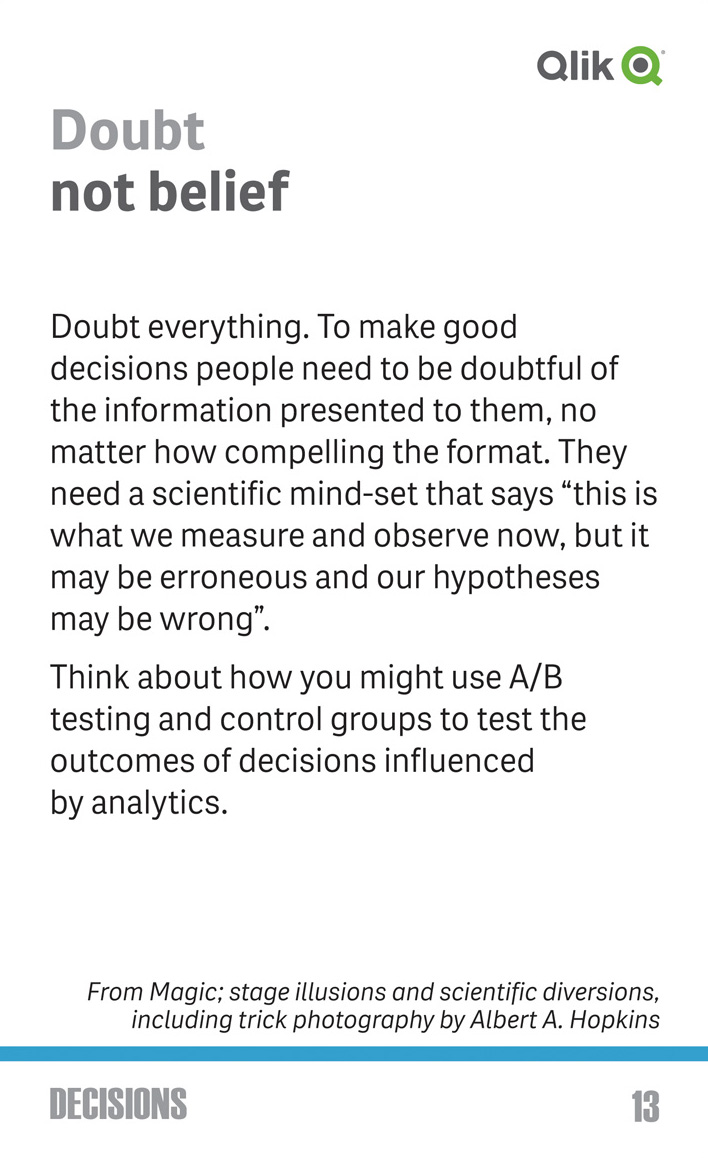 Qlik
Doubt
not belief
Doubt everything. To make good
decisions people need to be doubtful of
the information presented to them, no
matter how compelling the format. They
need a scientific mind-set that says “this is
what we measure and observe now, but it
may be erroneous and our hypotheses
may be wrong”.
Think about how you might use A/B
testing and control groups to test the
outcomes of decisions influenced
by analytics.
From Magic; stage illusions and scientific diversions,
including trick photography by Albert A. Hopkins
DECISIONS 13